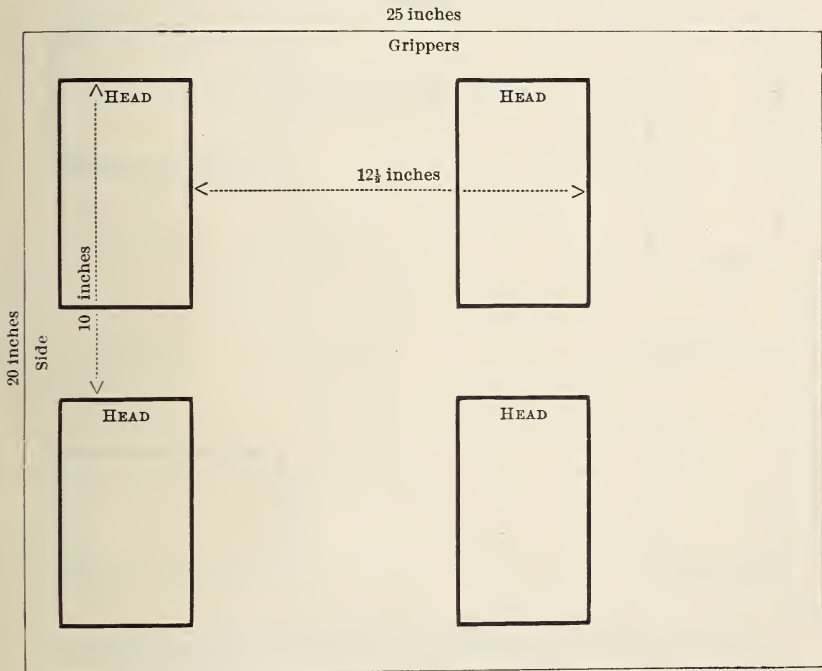 25 inches
Grippers
HEAD
HEAD
12½ inches
10 inches
20 inches
Side
HEAD
HEAD